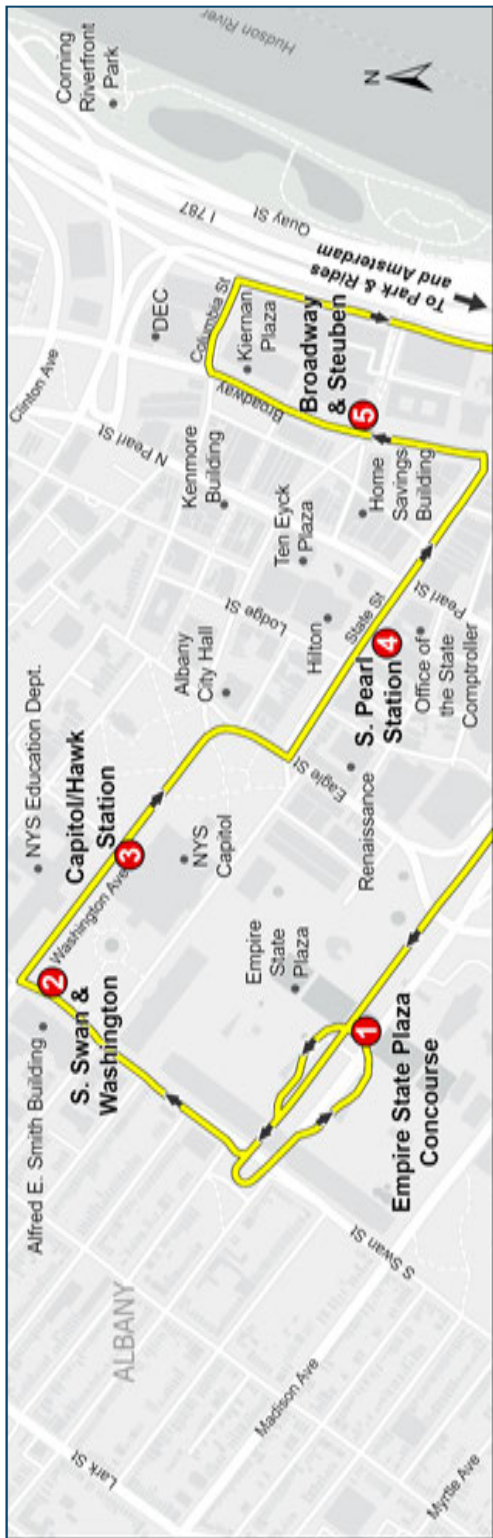 Corning
Riverfront
Park
Hudson River
N
Quay St
I 787
To Park & Rides
and Amsterdam
DEC
Columbia St
Kiernan
Plaza
Broadway
Broadway
& Steuben
5
Clinton Ave
N Pearl St
Kenmore
Building
Ten Eyck
Plaza
Home
Savings
Building
Lodge St
State St
Pearl St
Albany
City Hall
Hilton
S. Pearl
Station
4
Office of
the State
Comptroller
Eagle St
Renaissance
NYS Education Dept.
Capitol/Hawk
Station
3
Washington Ave
NYS
Capitol
Empire
State
Plaza
2
S. Swan &
Washington
Alfred E. Smith Building
1
Empire State Plaza
Concourse
S Swan St
ALBANY
Madison Ave
Lark St
Myrtle Ave